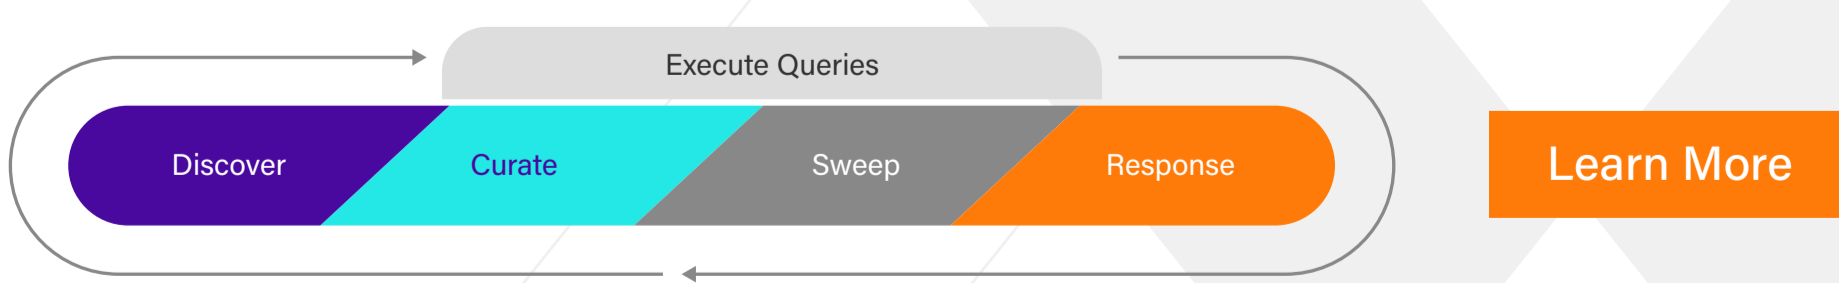 Execute Queries
Discover
Curate
Sweep
Response
Learn More